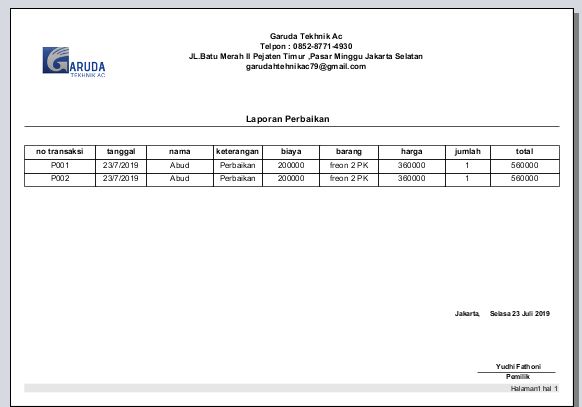 Garuda Tekhnik Ac
Telpon : 0852-8771-4930
JL.Batu Merah II Pejaten Timur ,Pasar Minggu Jakarta Selatan
garudahtehnikac79@gmail.com
GARUDA
TEKHNIK AC
Laporan Perbaikan
no transaksi tanggal nama keterangan biaya barang harga jumlah total
P001 23/7/2019 Abud Perbaikan 200000 freon 2 PK 360000 1 560000
P002 23/7/2019 Abud Perbaikan 200000 freon 2 PK 360000 1 560000
Jakarta, Selasa 23 Juli 2019
Yudhi Fathoni
Pemilik
Halaman1 hal 1